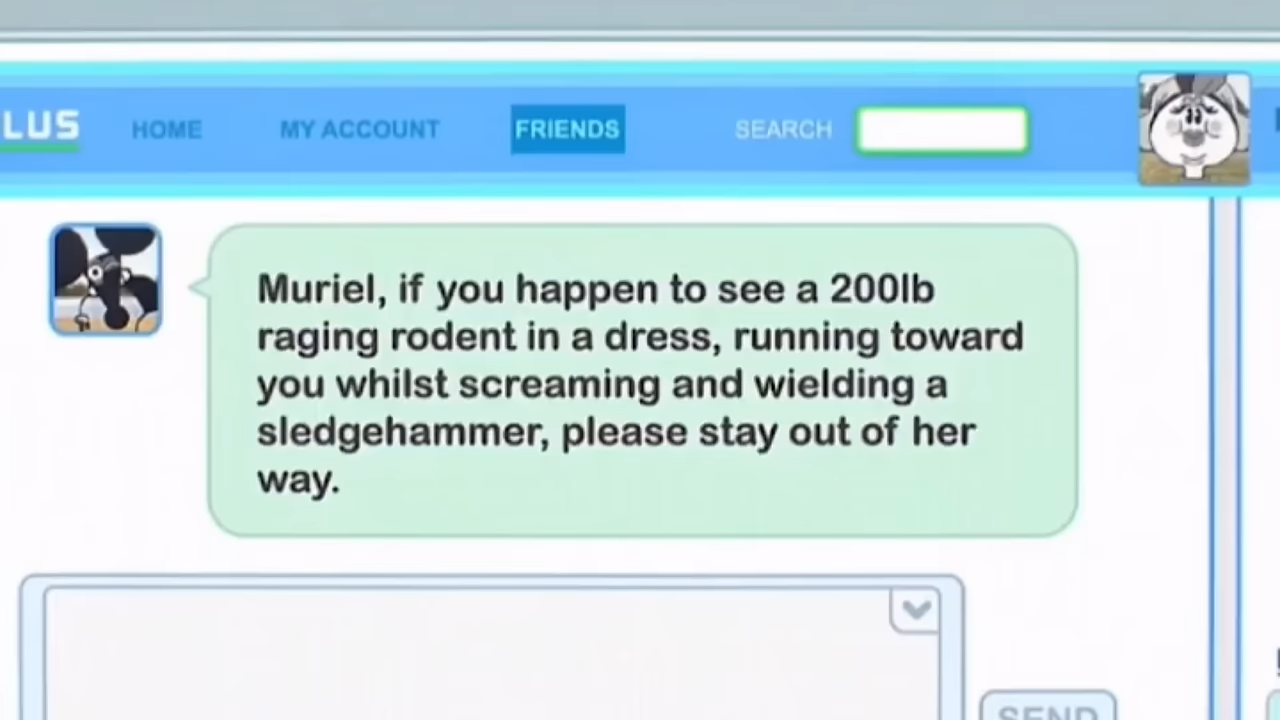 LUS HOME MY ACCOUNT FRIENDS SEARCH
Muriel, if you happen to see a 200lb
raging rodent in a dress, running toward
you whilst screaming and wielding a
sledgehammer, please stay out of her
way.
SEND